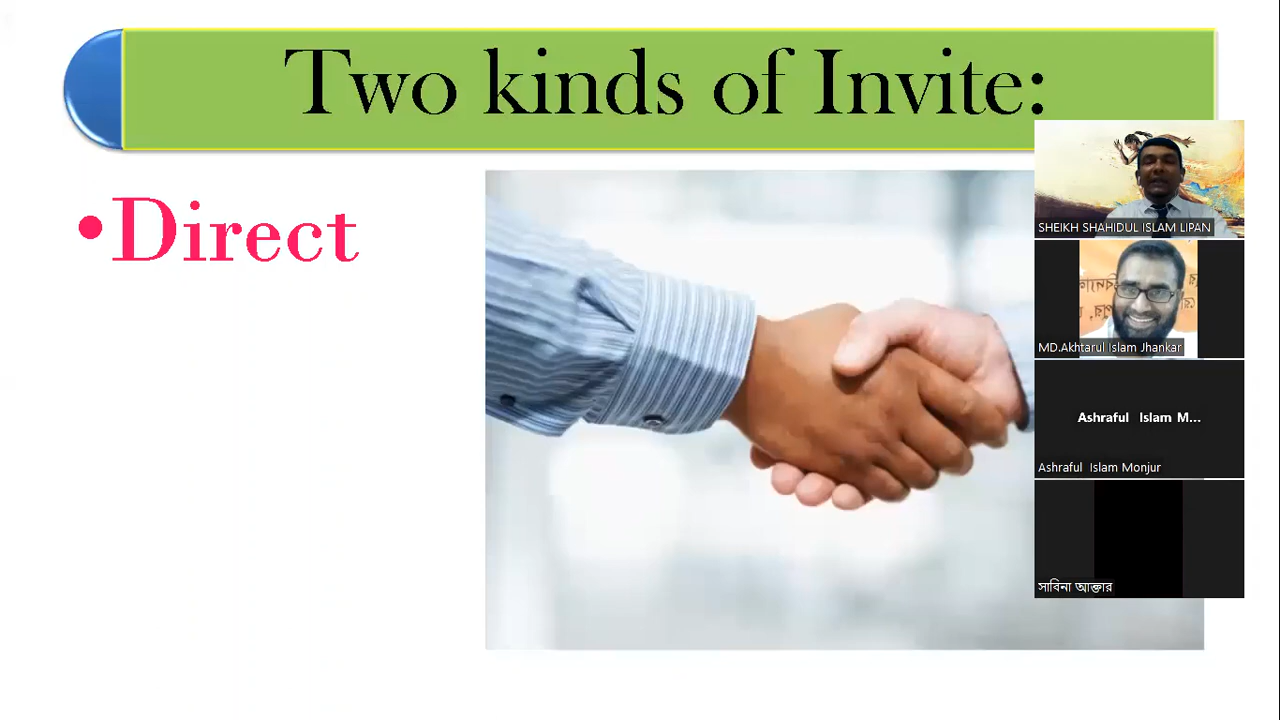 Two kinds of Invite:
•Direct
SHEIKH SHAHIDUL ISLAM LIPAN
MD.Akhtarul Islam Jhankar
Ashraful Islam M...
Ashraful Islam Monjur
সাবিনা আক্তার